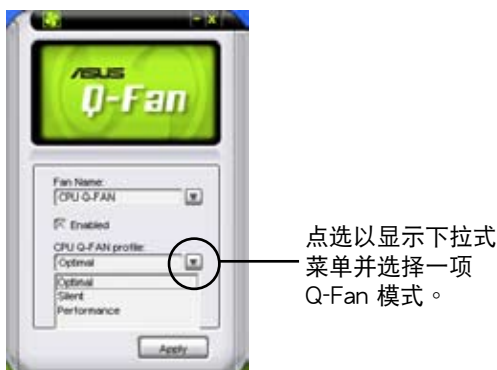 ASUS
Q-Fan
Fan Name:
CPU Q-FAN
Enabled
CPU Q-FAN profile:
Optimal
Optimal
Silent
Performance
Apply
点选以显示下拉式
菜单并选择一项
Q-Fan 模式。